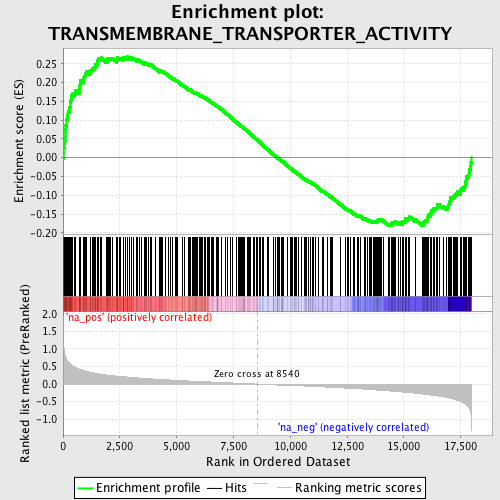 Enrichment plot:
TRANSMEMBRANE_TRANSPORTER_ACTIVITY
Enrichment score (ES)
0.25
0.20
0.15
0.10
0.05
0.00
-0.05
-0.10
-0.15
-0.20
Ranked list metric (PreRanked)
'na_pos' (positively correlated)
2.0
1.5
1.0
0.5
0.0
-0.5
-1.0
Zero cross at 8540
'na_neg' (negatively correlated)
0
2,500
5,000
7,500
10,000
12,500
15,000
17,500
Rank in Ordered Dataset
Enrichment profile
Hits
Ranking metric scores